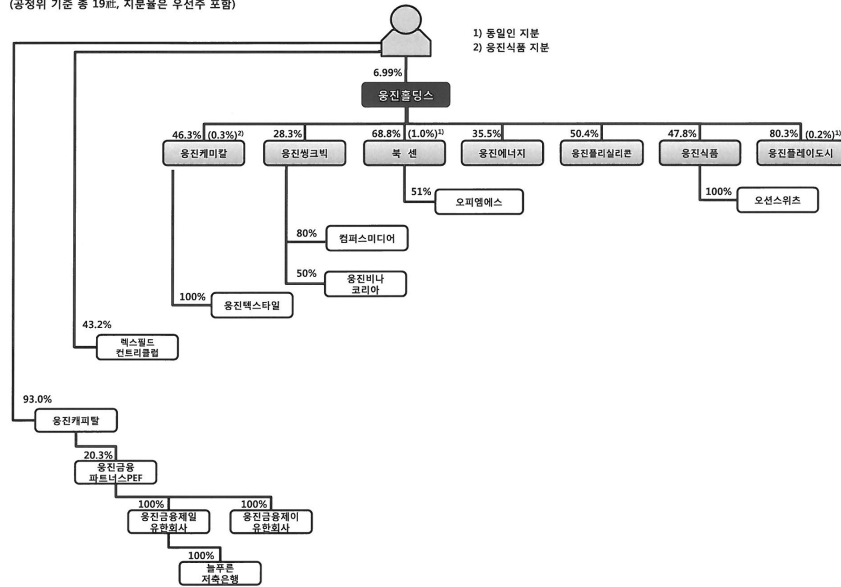 (공정위 기준 총 19社, 지분율은 우선주 포함)
1) 동일인 지분
2) 웅진식품 지분
6.99%
웅진홀딩스
46.3% (0.3%)2)
28.3%
68.8% (1.0%)1)
35.5%
50.4%
47.8%
80.3% (0.2%)1)
웅진케미칼
웅진씽크빅
북 센
웅진에너지
웅진폴리실리콘
웅진식품
웅진플레이도시
51%
오피엠에스
100%
오션스위츠
80%
컴퍼스미디어
50%
웅진비나
코리아
100%
웅진텍스타일
43.2%
렉스필드
컨트리클럽
93.0%
웅진캐피탈
20.3%
웅진금융
파트너스PEF
100%
웅진금융제일
유한회사
100%
웅진금융제이
유한회사
100%
늘푸른
저축은행